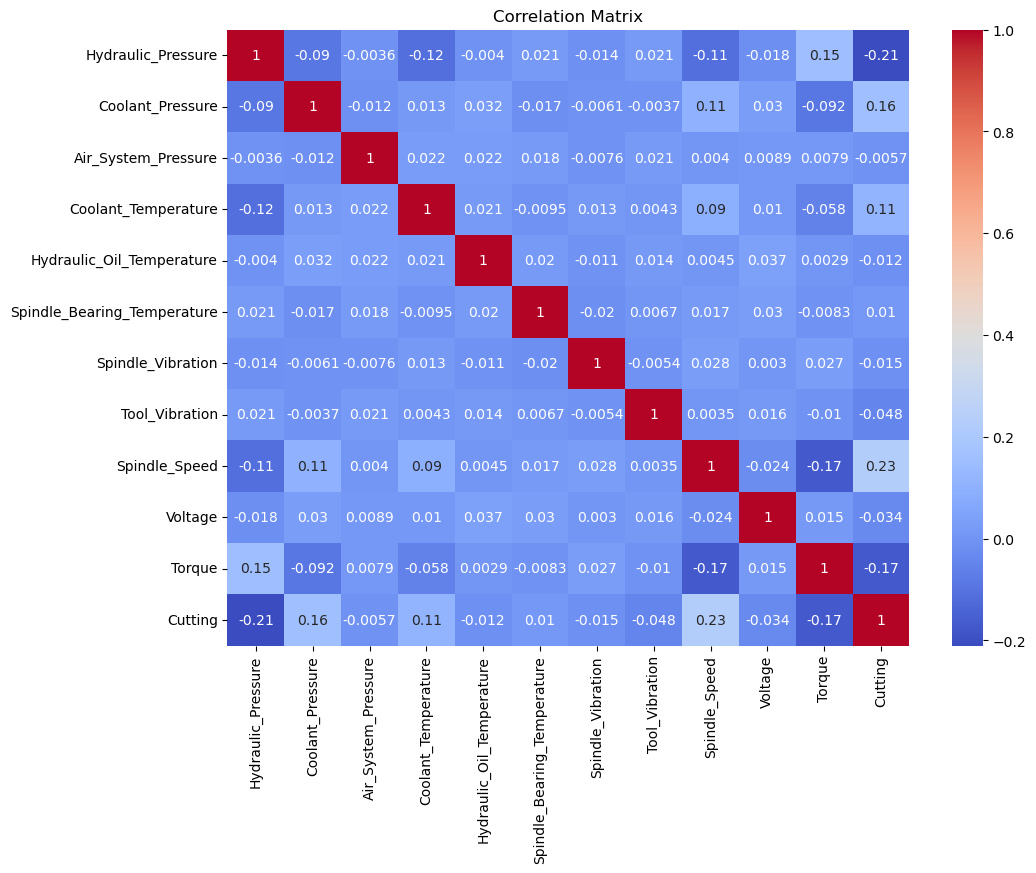 Correlation Matrix
Hydraulic_Pressure 1 -0.09 -0.0036 -0.12 -0.004 0.021 -0.014 0.021 -0.11 -0.018 0.15 -0.21
Coolant_Pressure -0.09 1 -0.012 0.013 0.032 -0.017 -0.0061 -0.0037 0.11 0.03 -0.092 0.16
Air_System_Pressure -0.0036 -0.012 1 0.022 0.022 0.018 -0.0076 0.021 0.004 0.0089 0.0079 -0.0057
Coolant_Temperature -0.12 0.013 0.022 1 0.021 -0.0095 0.013 0.0043 0.09 0.01 -0.058 0.11
Hydraulic_Oil_Temperature -0.004 0.032 0.022 0.021 1 0.02 -0.011 0.014 0.0045 0.037 0.0029 -0.012
Spindle_Bearing_Temperature 0.021 -0.017 0.018 -0.0095 0.02 1 -0.02 0.0067 0.017 0.03 -0.0083 0.01
Spindle_Vibration -0.014 -0.0061 -0.0076 0.013 -0.011 -0.02 1 -0.0054 0.028 0.003 0.027 -0.015
Tool_Vibration 0.021 -0.0037 0.021 0.0043 0.014 0.0067 -0.0054 1 0.0035 0.016 -0.01 -0.048
Spindle_Speed -0.11 0.11 0.004 0.09 0.0045 0.017 0.028 0.0035 1 -0.024 -0.17 0.23
Voltage -0.018 0.03 0.0089 0.01 0.037 0.03 0.003 0.016 -0.024 1 0.015 -0.034
Torque 0.15 -0.092 0.0079 -0.058 0.0029 -0.0083 0.027 -0.01 -0.17 0.015 1 -0.17
Cutting -0.21 0.16 -0.0057 0.11 -0.012 0.01 -0.015 -0.048 0.23 -0.034 -0.17 1
Hydraulic_Pressure
Coolant_Pressure
Air_System_Pressure
Coolant_Temperature
Hydraulic_Oil_Temperature
Spindle_Bearing_Temperature
Spindle_Vibration
Tool_Vibration
Spindle_Speed
Voltage
Torque
Cutting
1.0
0.8
0.6
0.4
0.2
0.0
−0.2